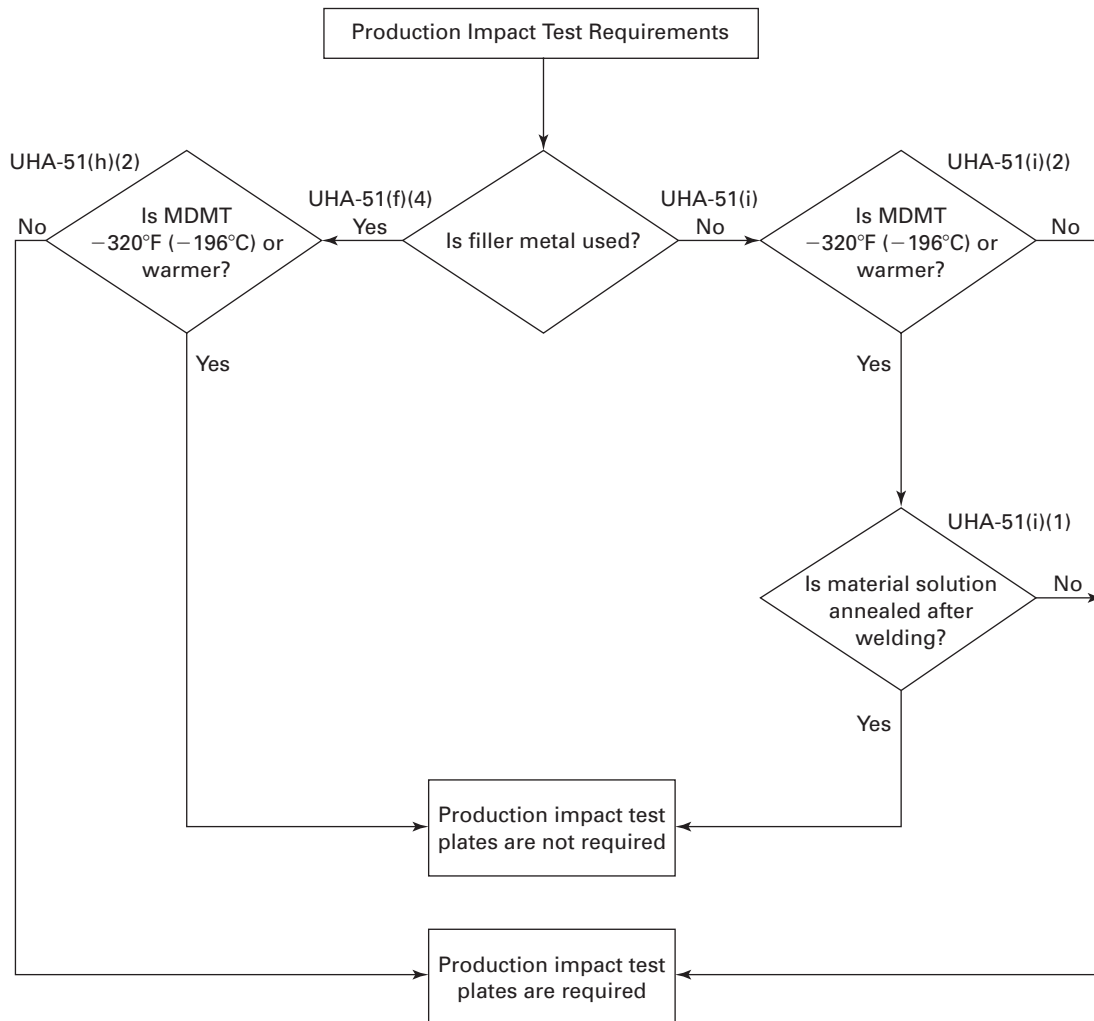 Production Impact Test Requirements
UHA-51(h)(2)
UHA-51(i)(2)
UHA-51(f)(4)
UHA-51(i)
No
Is MDMT
−320°F (−196°C) or
warmer?
Yes
Is filler metal used?
No
Is MDMT
−320°F (−196°C) or
warmer?
No
Yes
Yes
UHA-51(i)(1)
Is material solution
annealed after
welding?
No
Yes
Production impact test
plates are not required
Production impact test
plates are required